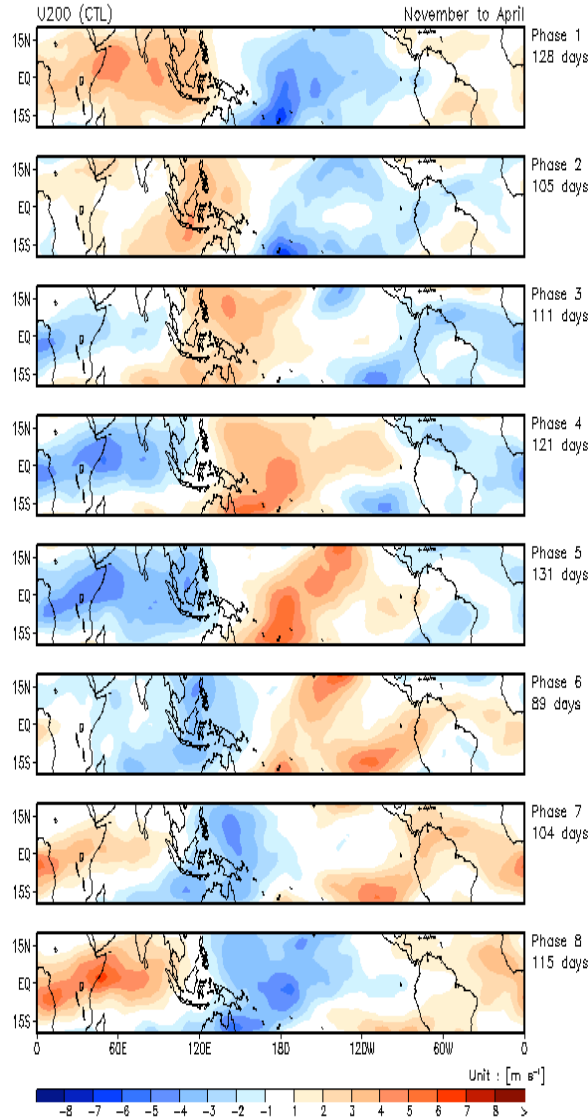 U200 (CTL) November to April
15N
EQ
15S
Phase 1
128 days
15N
EQ
15S
Phase 2
105 days
15N
EQ
15S
Phase 3
111 days
15N
EQ
15S
Phase 4
121 days
15N
EQ
15S
Phase 5
131 days
15N
EQ
15S
Phase 6
89 days
15N
EQ
15S
Phase 7
104 days
15N
EQ
15S
Phase 8
115 days
0 60E 120E 180 120W 60W 0
Unit : [m s⁻¹]
-8 -7 -6 -5 -4 -3 -2 -1 1 2 3 4 5 6 7 8 >